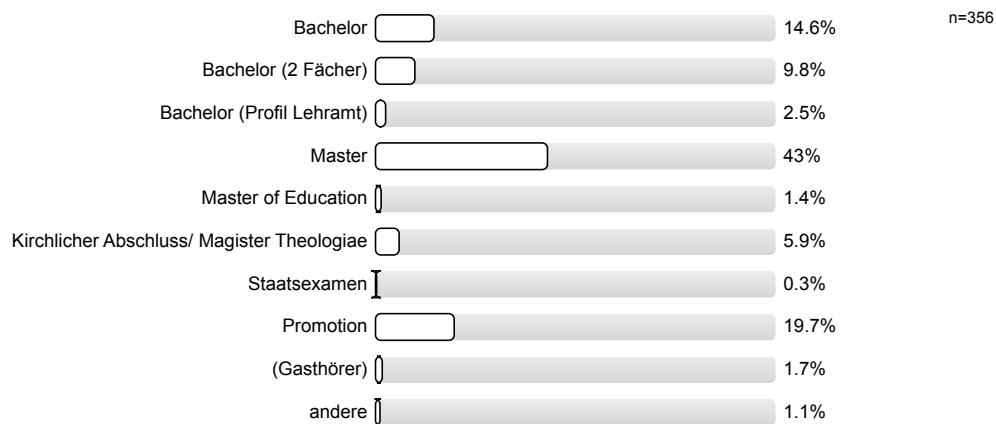 n=356
Bachelor 14.6%
Bachelor (2 Fächer) 9.8%
Bachelor (Profil Lehramt) 2.5%
Master 43%
Master of Education 1.4%
Kirchlicher Abschluss/ Magister Theologiae 5.9%
Staatsexamen 0.3%
Promotion 19.7%
(Gasthörer) 1.7%
andere 1.1%